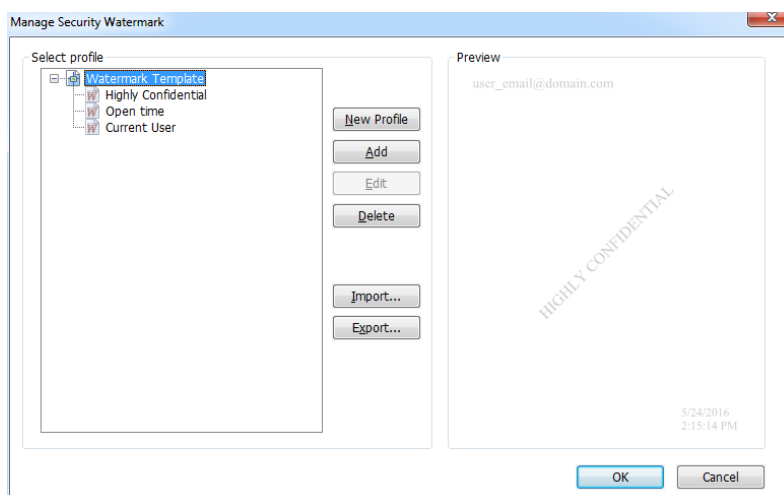 Manage Security Watermark
x
Select profile
Watermark Template
W Highly Confidential
W Open time
W Current User
New Profile
Add
Edit
Delete
Import...
Export...
Preview
user_email@domain.com
HIGHLY CONFIDENTIAL
5/24/2016
2:15:14 PM
OK
Cancel